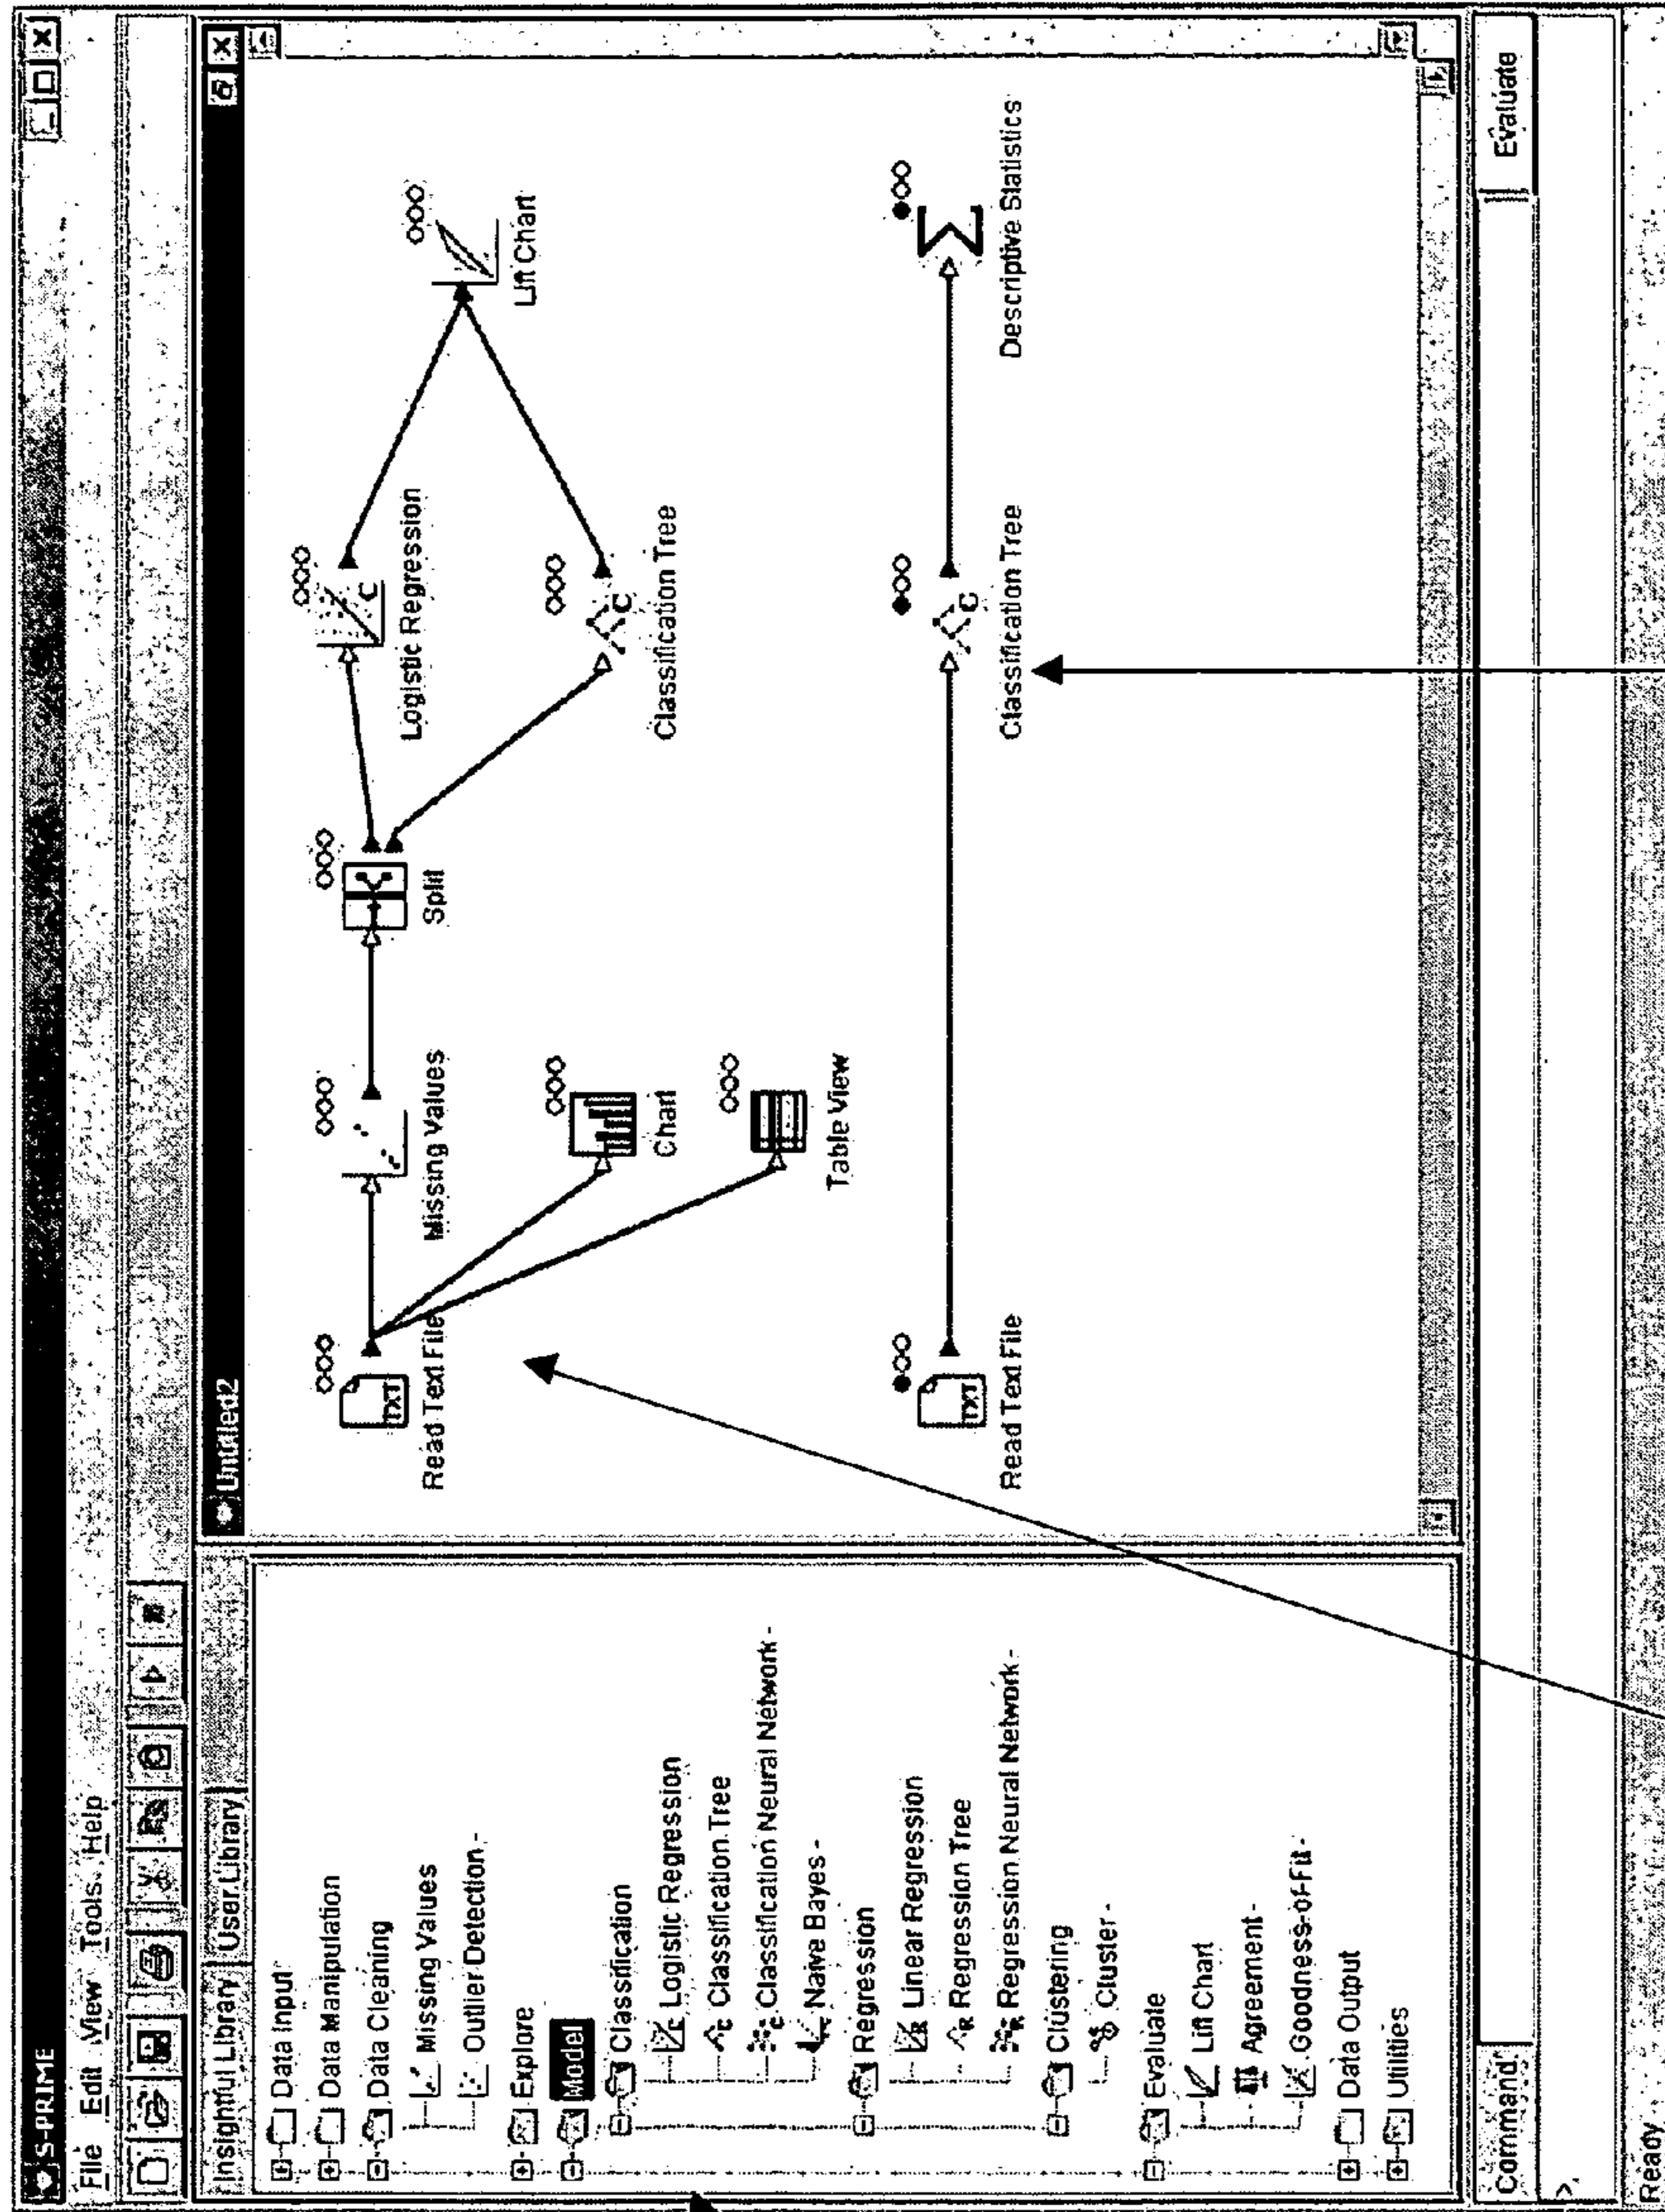 S-PRIME
File Edit View Tools Help
Insightful Library User Library
Data Input
Data Manipulation
Data Cleaning
Missing Values
Outlier Detection -
Explore
Model
Classification
Logistic Regression
Classification Tree
Classification Neural Network -
Naive Bayes -
Regression
Linear Regression
Regression Tree
Regression Neural Network -
Clustering
Cluster -
Evaluate
Lift Chart
Agreement -
Goodness-of-Fit -
Data Output
Utilities
Untitled2
TXT
Read Text File
Missing Values
Split
C
Logistic Regression
Lift Chart
Chart
C
Classification Tree
Table View
TXT
Read Text File
C
Classification Tree
Descriptive Statistics
Command
Evaluate
>
Ready